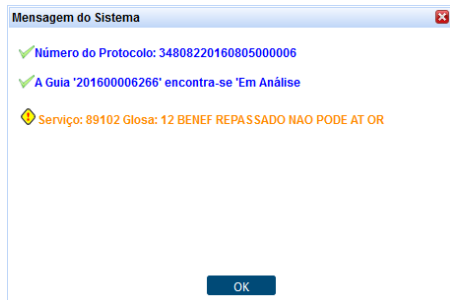 Mensagem do Sistema
Número do Protocolo: 34808220160805000006
A Guia '201600006266' encontra-se 'Em Análise
Serviço: 89102 Glosa: 12 BENEF REPASSADO NAO PODE AT OR
OK